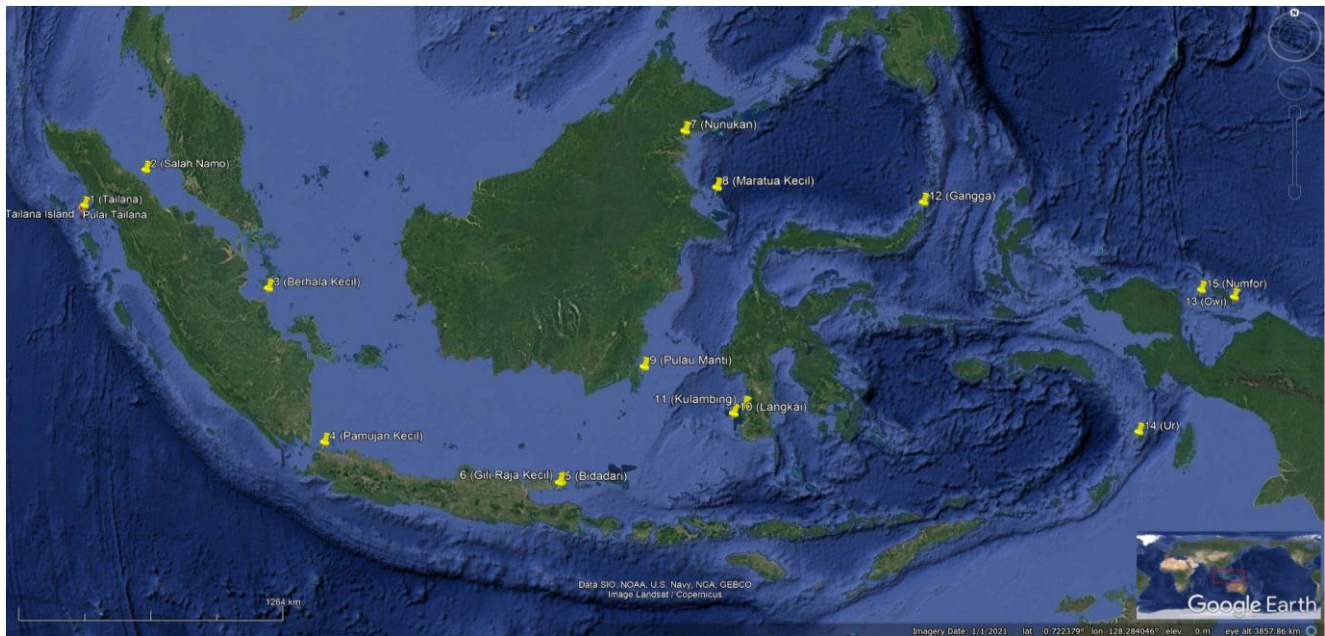 N
7 (Nunukan)
2 (Salah Namo)
8 (Maratua Kecil)
1 (Tailana)
12 (Gangga)
Tailana Island
Pulai Tailana
3 (Berhala Kecil)
15 (Numfor)
13 (Owi)
9 (Pulau Manti)
11 (Kulambing)
10 (Langkai)
14 (Ur)
4 (Pamujan Kecil)
6 (Gili Raja Kecil)
5 (Bidadari)
Data SIO, NOAA, U.S. Navy, NGA, GEBCO
Image Landsat / Copernicus
1264 km
Google Earth
Imagery Date: 1/1/2021 lat 0.722379° lon 128.284046° elev 0 m eye alt 3857.86 km